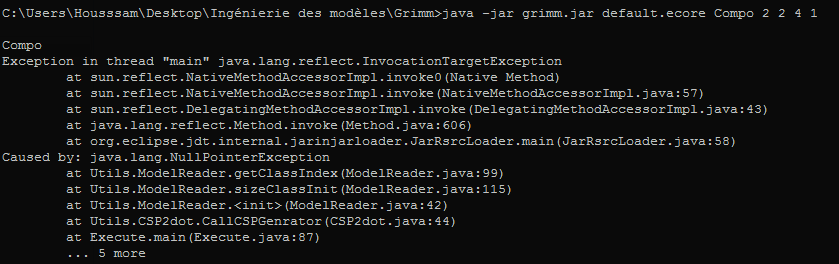 C:\Users\Housssam\Desktop\Ingénierie des modèles\Grimm>java -jar grimm.jar default.ecore Compo 2 2 4 1
Compo
Exception in thread "main" java.lang.reflect.InvocationTargetException
at sun.reflect.NativeMethodAccessorImpl.invoke0(Native Method)
at sun.reflect.NativeMethodAccessorImpl.invoke(NativeMethodAccessorImpl.java:57)
at sun.reflect.DelegatingMethodAccessorImpl.invoke(DelegatingMethodAccessorImpl.java:43)
at java.lang.reflect.Method.invoke(Method.java:606)
at org.eclipse.jdt.internal.jarinjarloader.JarRsrcLoader.main(JarRsrcLoader.java:58)
Caused by: java.lang.NullPointerException
at Utils.ModelReader.getClassIndex(ModelReader.java:99)
at Utils.ModelReader.sizeClassInit(ModelReader.java:115)
at Utils.ModelReader.<init>(ModelReader.java:42)
at Utils.CSP2dot.CallCSPGenrator(CSP2dot.java:44)
at Execute.main(Execute.java:87)
... 5 more